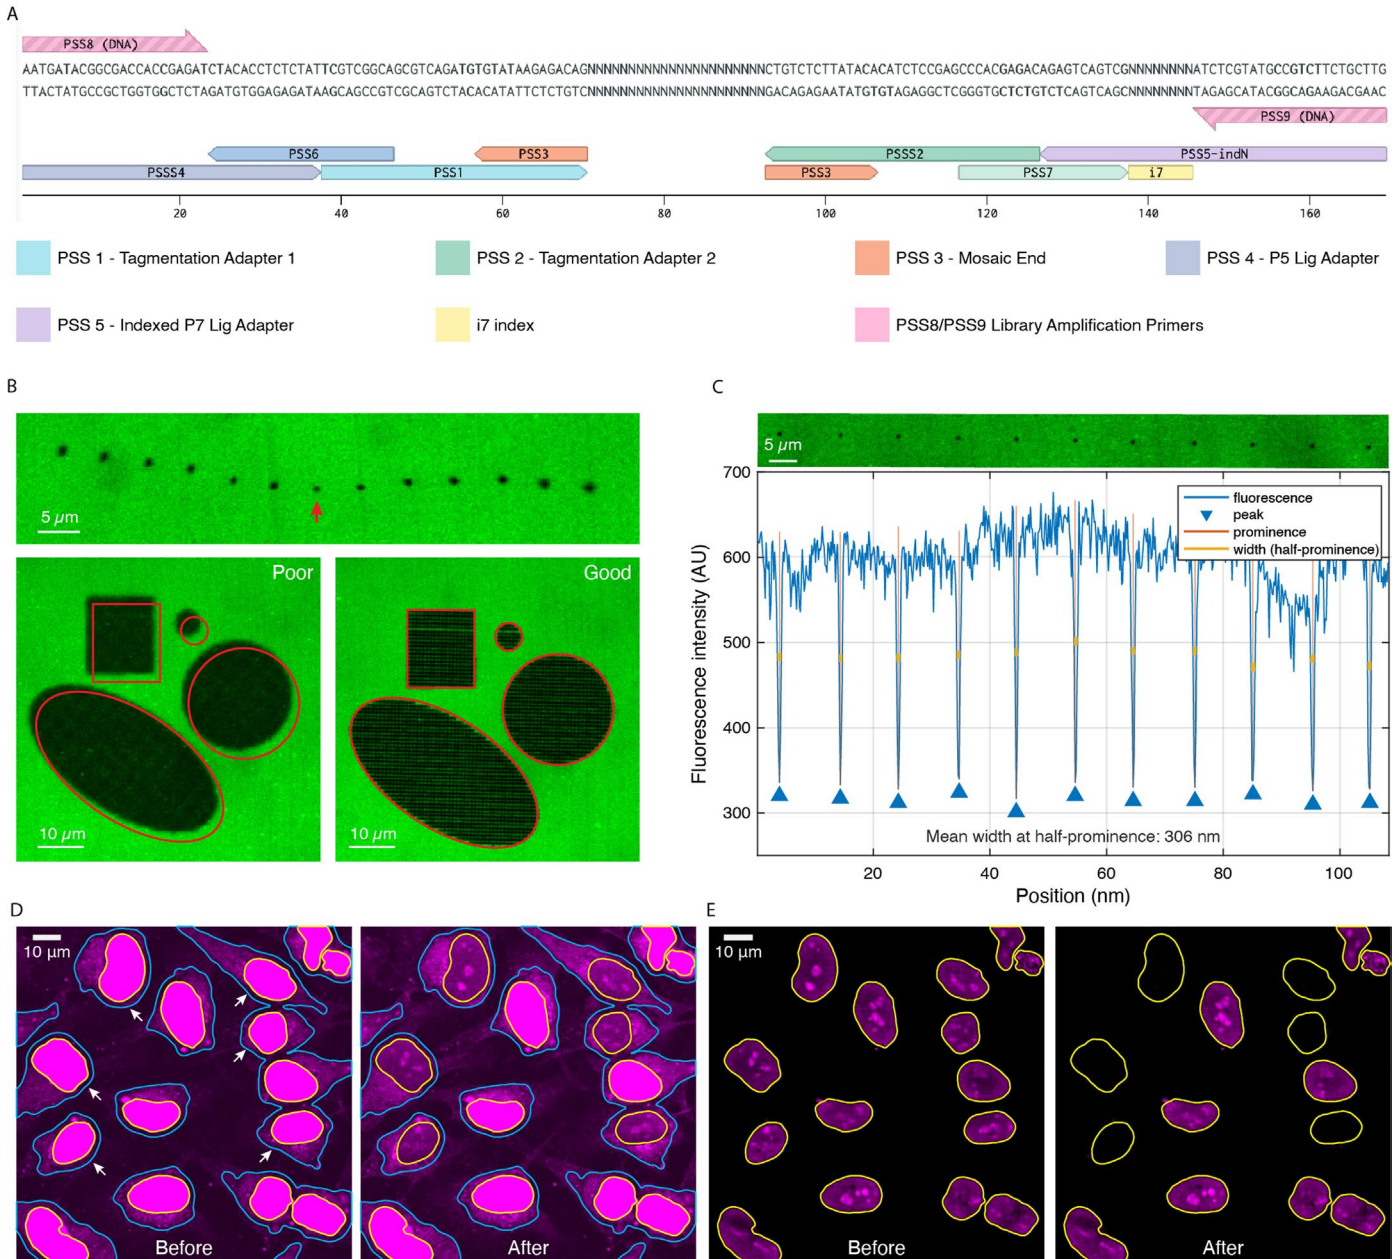 A
PSS8 (DNA)
AATGATACGGCGACCACCGAGATCTACACCTCTCTATTCGTCGGCAGCGTCAGATGTGTATAAGAGACAGNNNNNNNNNNNNNNNNNNNNNNCTGTCTCTTATACACATCTCCGAGCCCACGAGACAGAGTCAGTCGNNNNNNNNATCTCGTATGCCGTCTTCTGCTTG
TTACTATGCCGCTGGTGGCTCTAGATGTGGAGAGATAAGCAGCCGTCGCAGTCTACACATATTCTCTGTCNNNNNNNNNNNNNNNNNNNNNNGACAGAGAATATGTGTAGAGGCTCGGGTGCTCTGTCTCAGTCAGCNNNNNNNNTAGAGCATACGGCAGAAGACGAAC
PSS9 (DNA)
PSS6 PSS3 PSSS2 PSS5-indN
PSSS4 PSS1 PSS3 PSS7 i7
20 40 60 80 100 120 140 160
PSS 1 - Tagmentation Adapter 1 PSS 2 - Tagmentation Adapter 2 PSS 3 - Mosaic End PSS 4 - P5 Lig Adapter
PSS 5 - Indexed P7 Lig Adapter i7 index PSS8/PSS9 Library Amplification Primers
B
5 µm
Poor
10 µm
Good
10 µm
C
5 µm
700
600
500
400
300
Fluorescence intensity (AU)
fluorescence
peak
prominence
width (half-prominence)
Mean width at half-prominence: 306 nm
20 40 60 80 100
Position (nm)
D
10 µm
Before
After
E
10 µm
Before
After